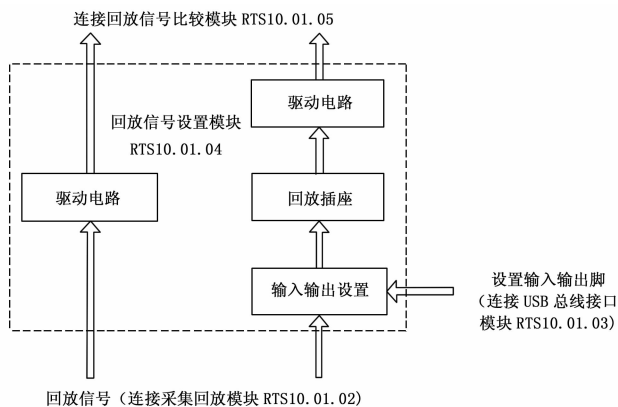 连接回放信号比较模块 RTS10.01.05
驱动电路
回放信号设置模块
RTS10.01.04
驱动电路
回放插座
输入输出设置
设置输入输出脚
（连接 USB 总线接口
模块 RTS10.01.03）
回放信号（连接采集回放模块 RTS10.01.02）